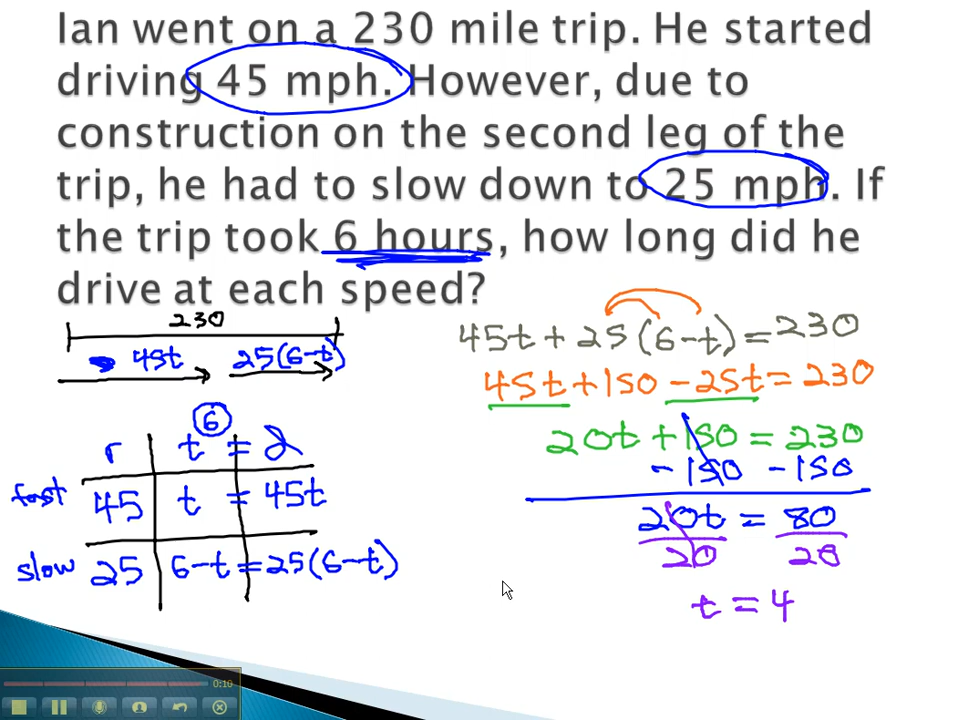 Ian went on a 230 mile trip. He started
driving 45 mph. However, due to
construction on the second leg of the
trip, he had to slow down to 25 mph. If
the trip took 6 hours, how long did he
drive at each speed?
230
45t 25(6-t)
6
r t = d
fast 45 t = 45t
slow 25 6-t = 25(6-t)
45t + 25(6-t) = 230
45t + 150 - 25t = 230
20t + 150 = 230
- 150 - 150
20t = 80
20 20
t = 4
0:10